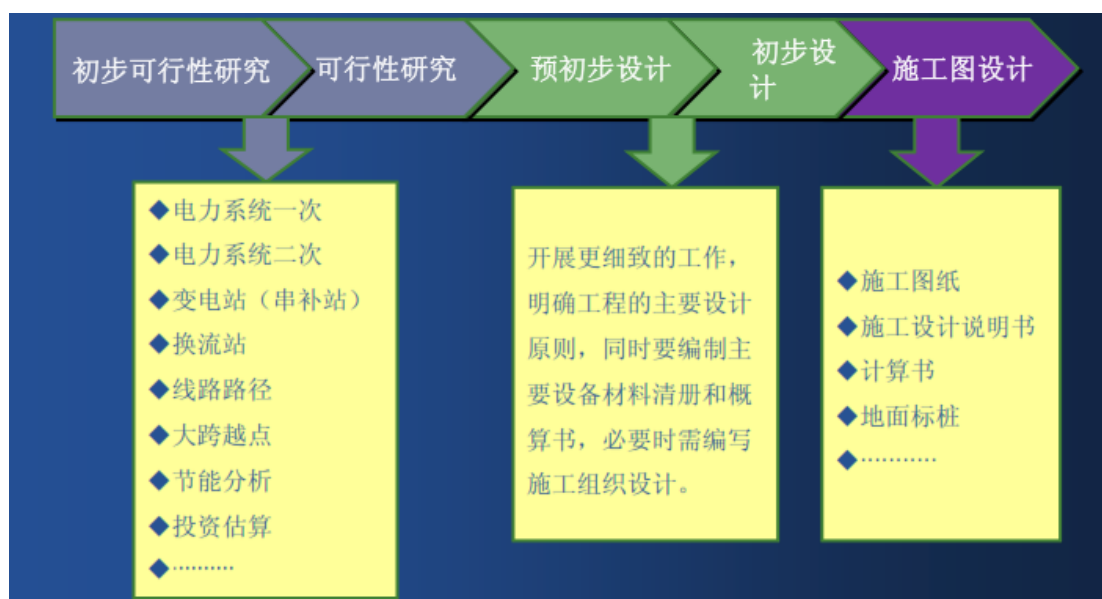 初步可行性研究
可行性研究
预初步设计
初步设
计
施工图设计
◆电力系统一次
◆电力系统二次
◆变电站（串补站）
◆换流站
◆线路路径
◆大跨越点
◆节能分析
◆投资估算
◆··········
开展更细致的工作，
明确工程的主要设计
原则，同时要编制主
要设备材料清册和概
算书，必要时需编写
施工组织设计。
◆施工图纸
◆施工设计说明书
◆计算书
◆地面标桩
◆···········